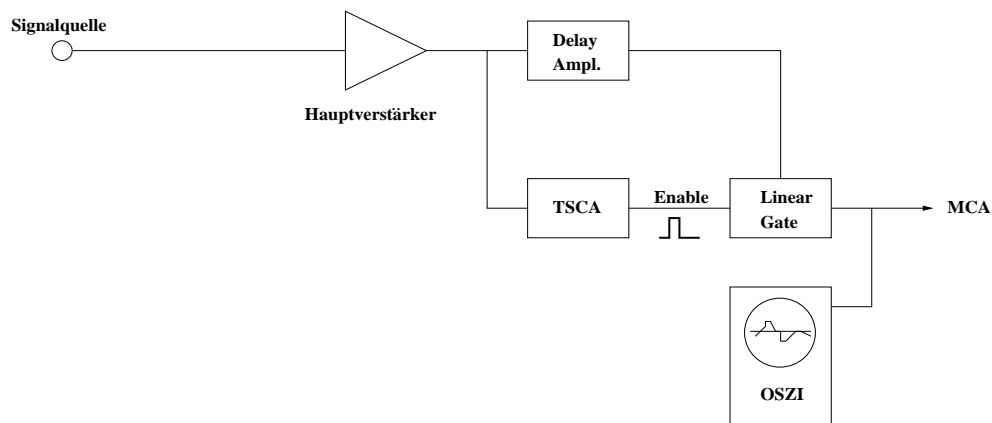 Signalquelle
Delay
Ampl.
Hauptverstärker
TSCA
Enable
Linear
Gate
MCA
OSZI